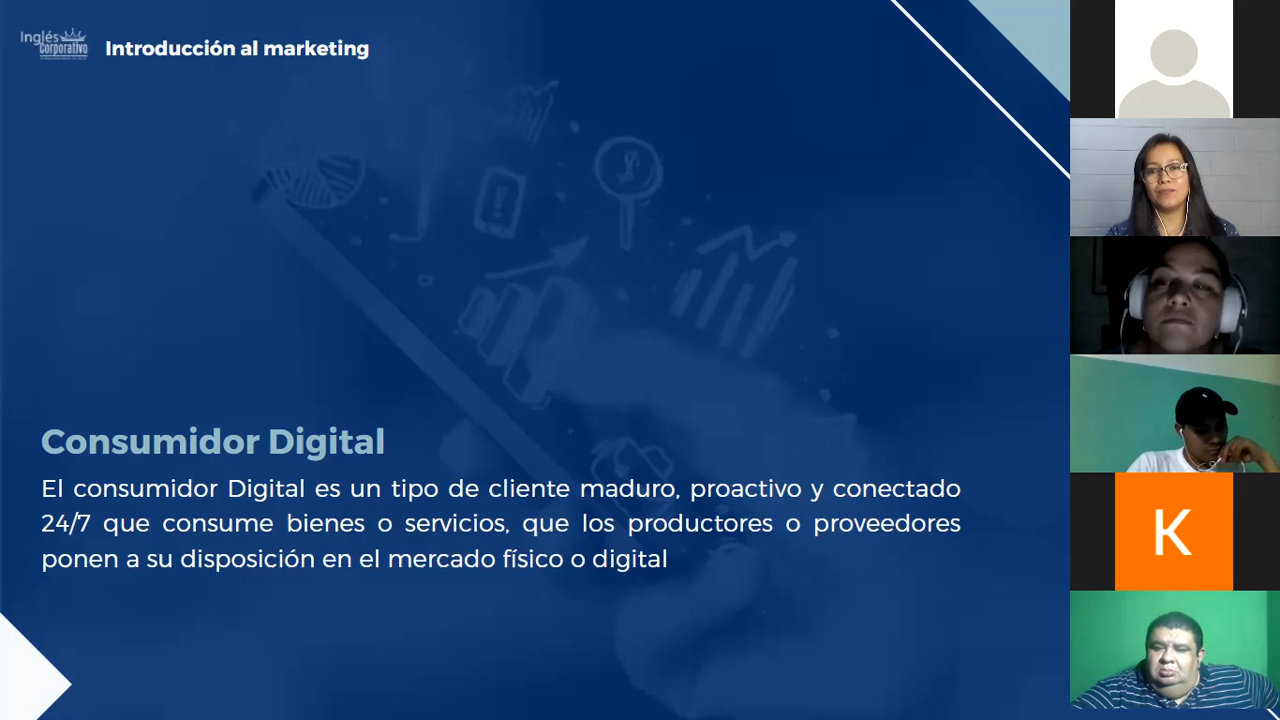 Inglés
Corporativo
Introducción al marketing
Consumidor Digital
El consumidor Digital es un tipo de cliente maduro, proactivo y conectado
24/7 que consume bienes o servicios, que los productores o proveedores
ponen a su disposición en el mercado físico o digital
K